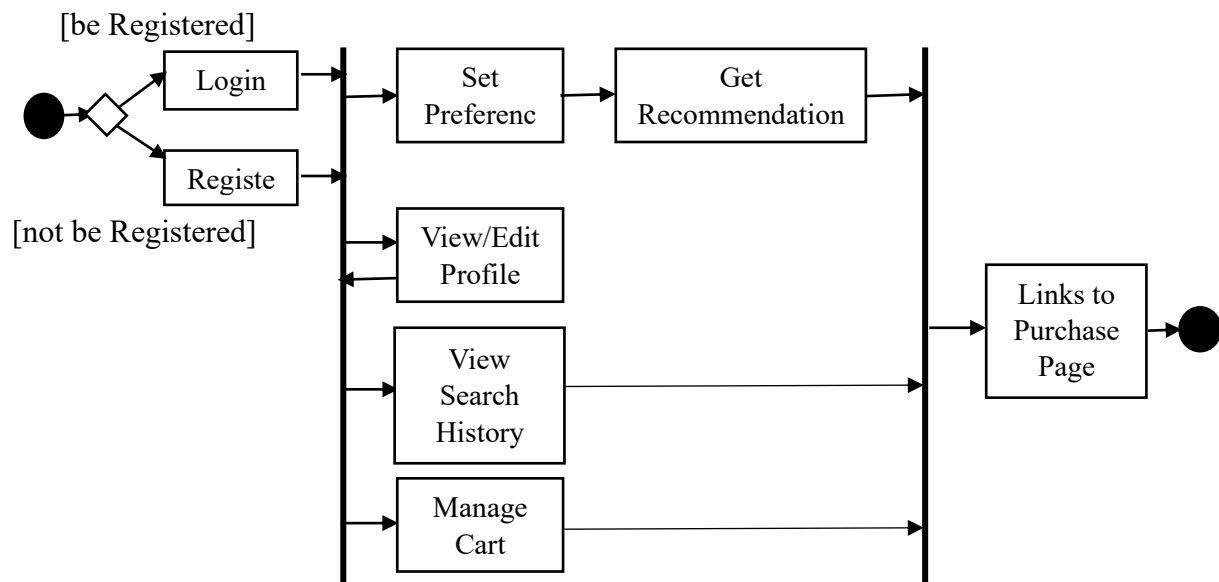 [be Registered]
Login
Registe
[not be Registered]
Set
Preferenc
Get
Recommendation
View/Edit
Profile
View
Search
History
Manage
Cart
Links to
Purchase
Page